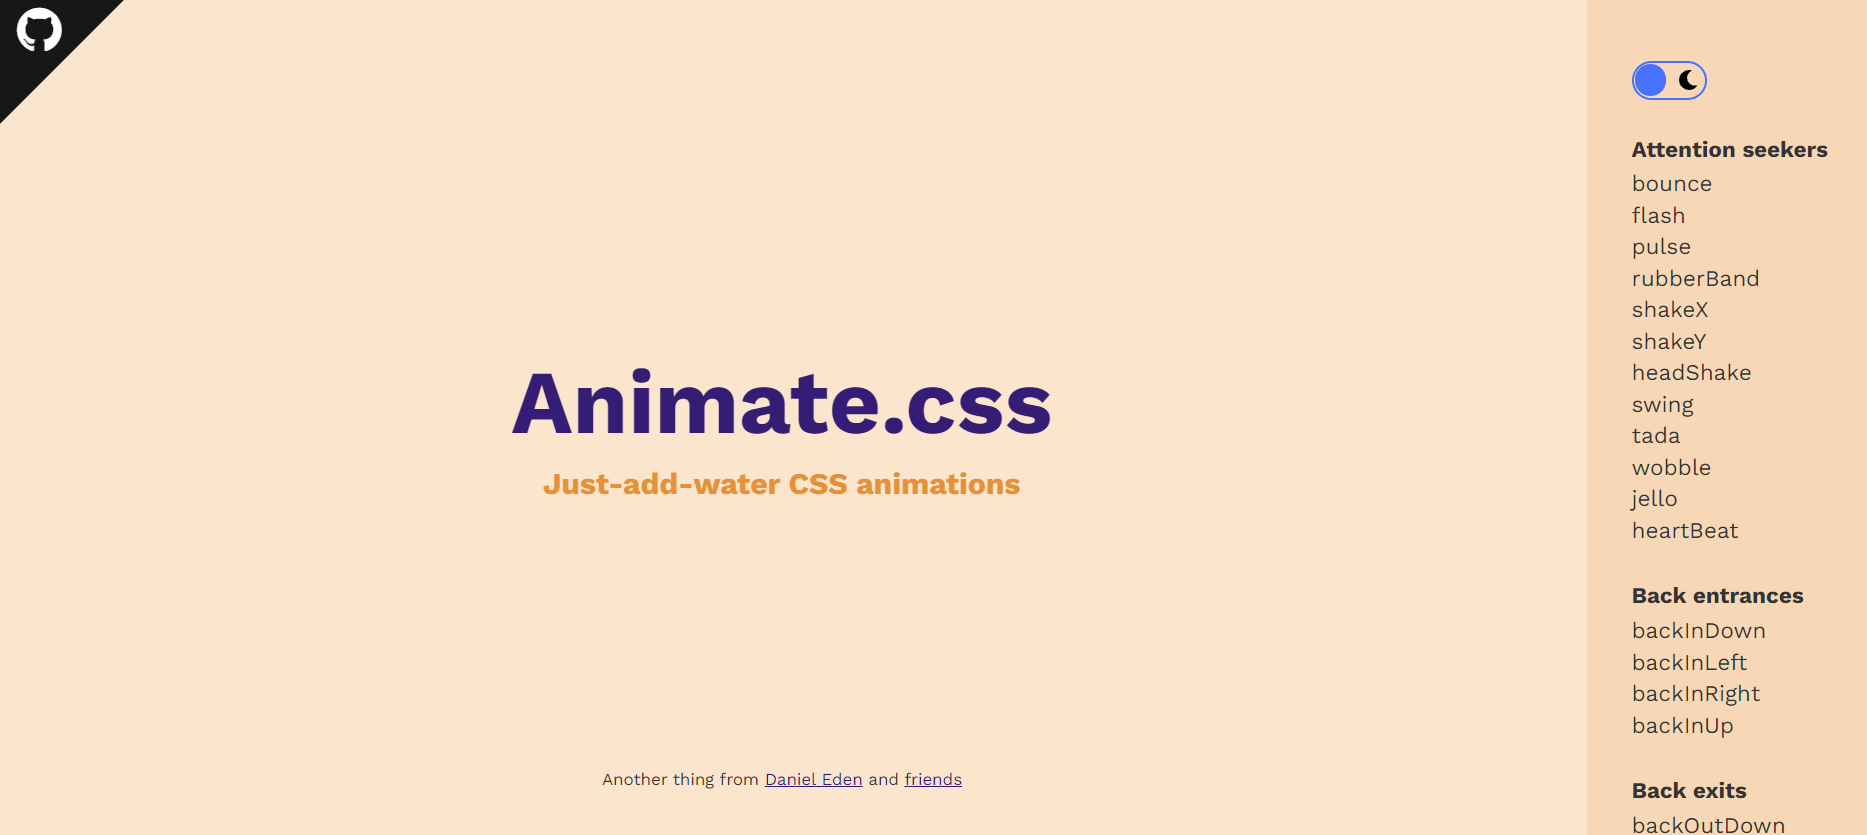 Animate.css
Just-add-water CSS animations
Another thing from Daniel Eden and friends
Attention seekers
bounce
flash
pulse
rubberBand
shakeX
shakeY
headShake
swing
tada
wobble
jello
heartBeat
Back entrances
backInDown
backInLeft
backInRight
backInUp
Back exits
backOutDown